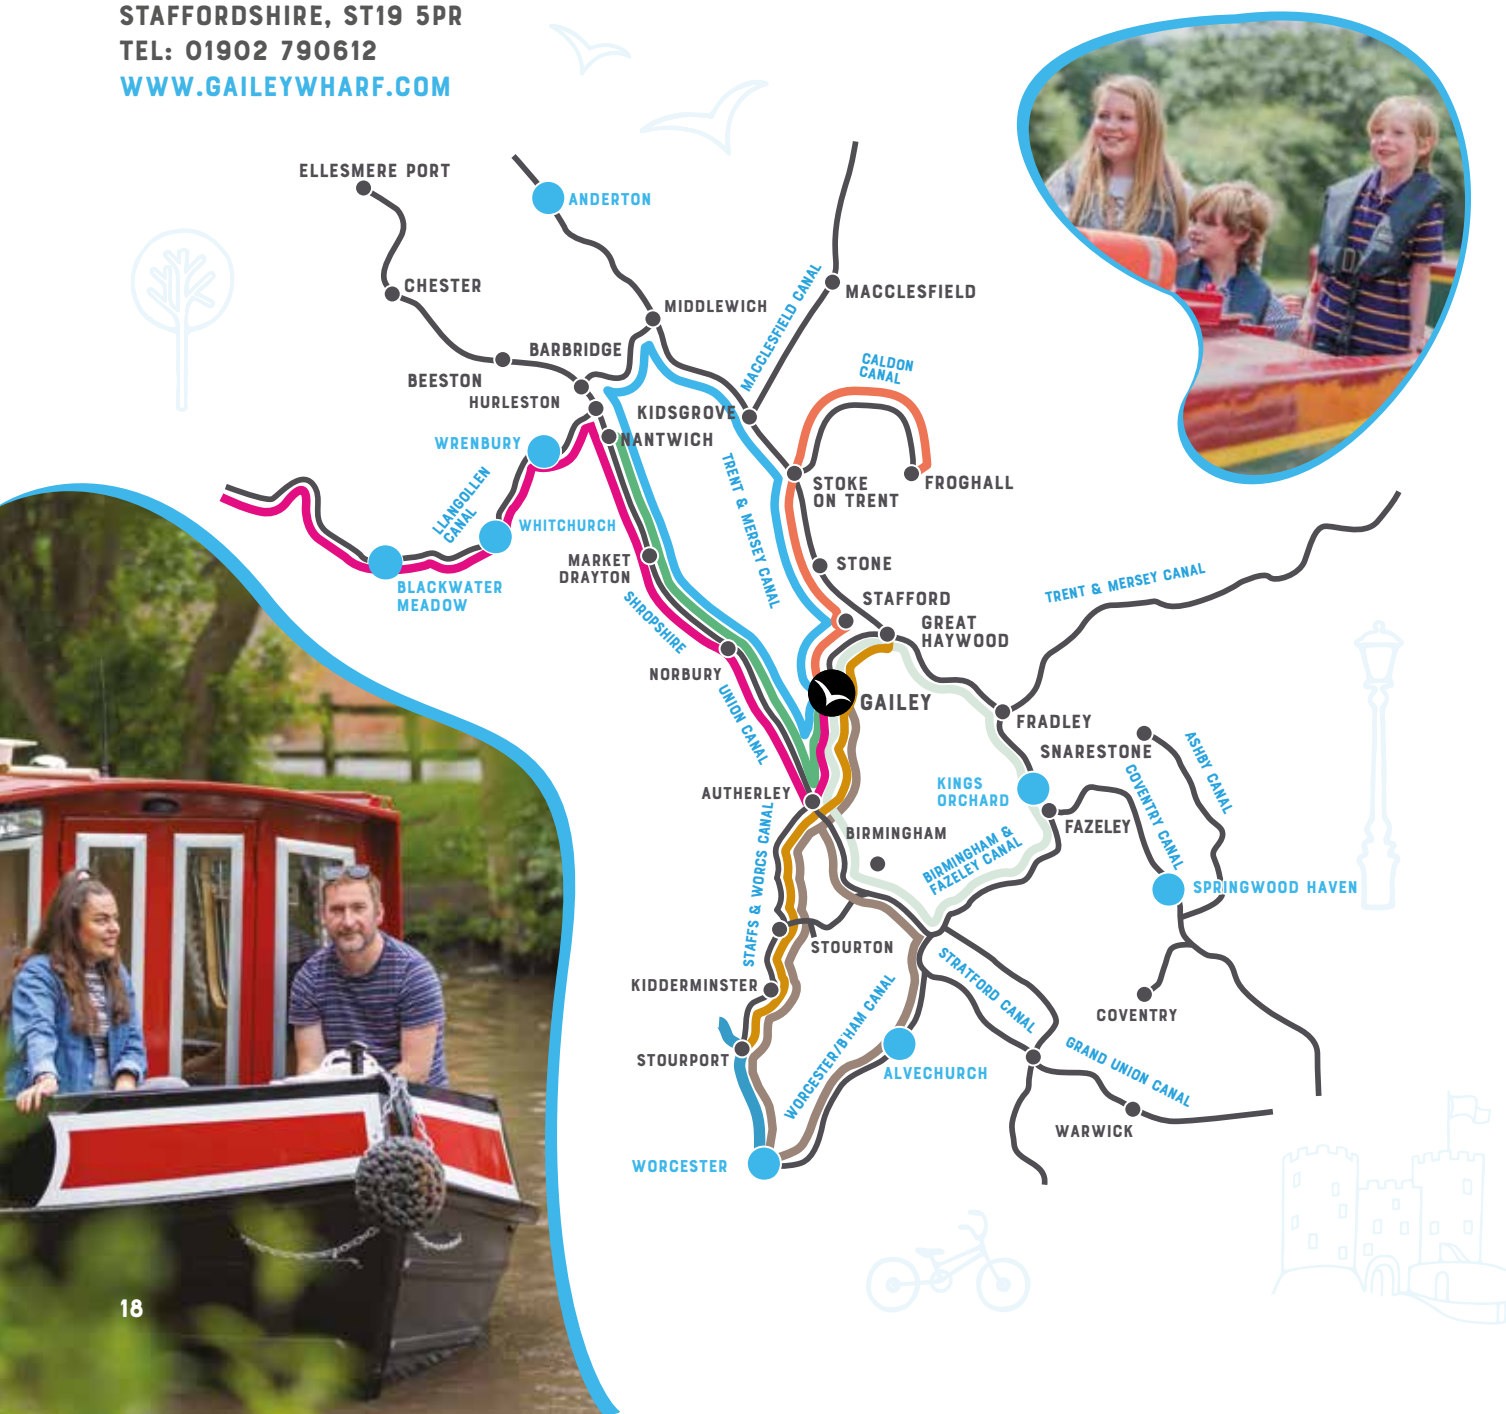 STAFFORDSHIRE, ST19 5PR
TEL: 01902 790612
WWW.GAILEYWHARF.COM
ELLESMERE PORT
ANDERTON
CHESTER
MIDDLEWICH
MACCLESFIELD CANAL
MACCLESFIELD
BARBRIDGE
BEESTON
HURLESTON
CALDON
CANAL
KIDSGROVE
NANTWICH
WRENBURY
LLANGOLLEN
CANAL
WHITCHURCH
BLACKWATER
MEADOW
TRENT & MERSEY CANAL
STOKE
ON TRENT
FROGHALL
MARKET
DRAYTON
STONE
SHROPSHIRE
UNION CANAL
STAFFORD
GREAT
HAYWOOD
TRENT & MERSEY CANAL
NORBURY
GAILEY
FRADLEY
SNARESTONE
ASHBY CANAL
COVENTRY CANAL
KINGS
ORCHARD
AUTHERLEY
FAZELEY
BIRMINGHAM
BIRMINGHAM &
FAZELEY CANAL
STAFFS & WORCS CANAL
SPRINGWOOD HAVEN
STOURTON
STRATFORD CANAL
KIDDERMINSTER
COVENTRY
WORCESTER/B'HAM CANAL
STOURPORT
ALVECHURCH
GRAND UNION CANAL
WARWICK
WORCESTER
18